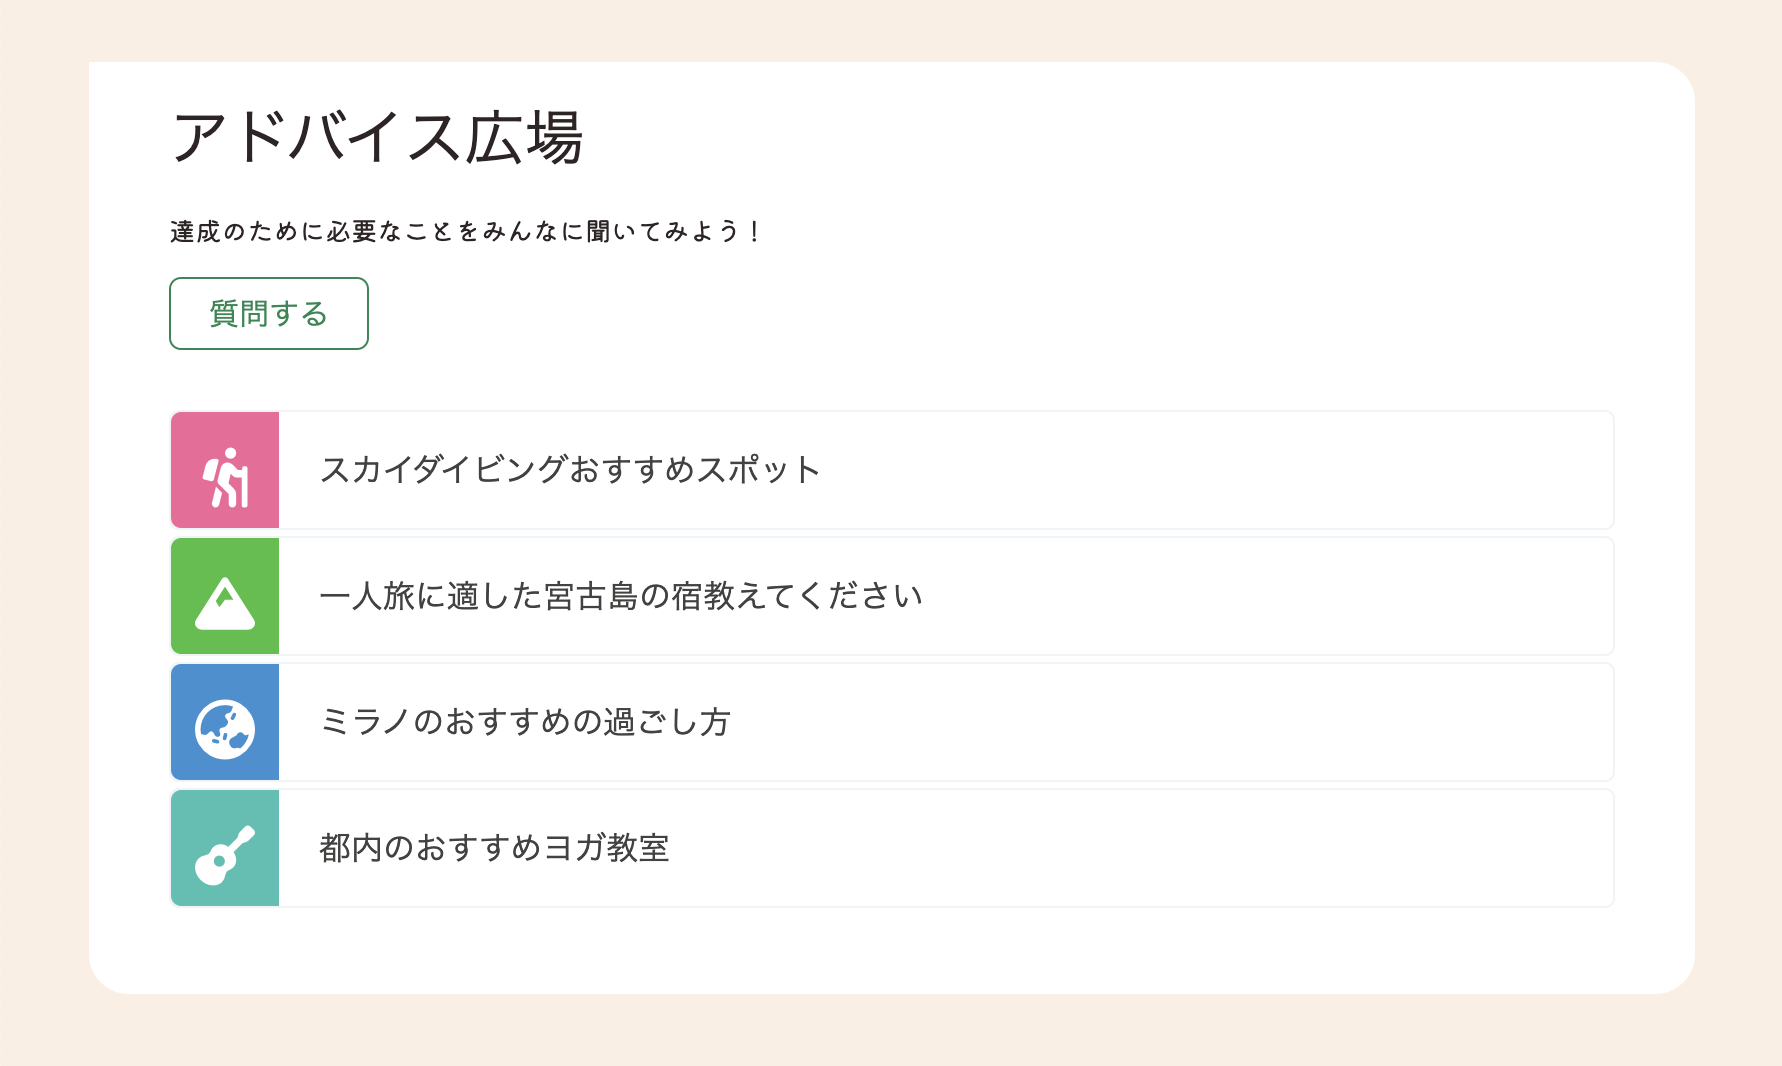 アドバイス広場
達成のために必要なことをみんなに聞いてみよう！
質問する
スカイダイビングおすすめスポット
一人旅に適した宮古島の宿教えてください
ミラノのおすすめの過ごし方
都内のおすすめヨガ教室